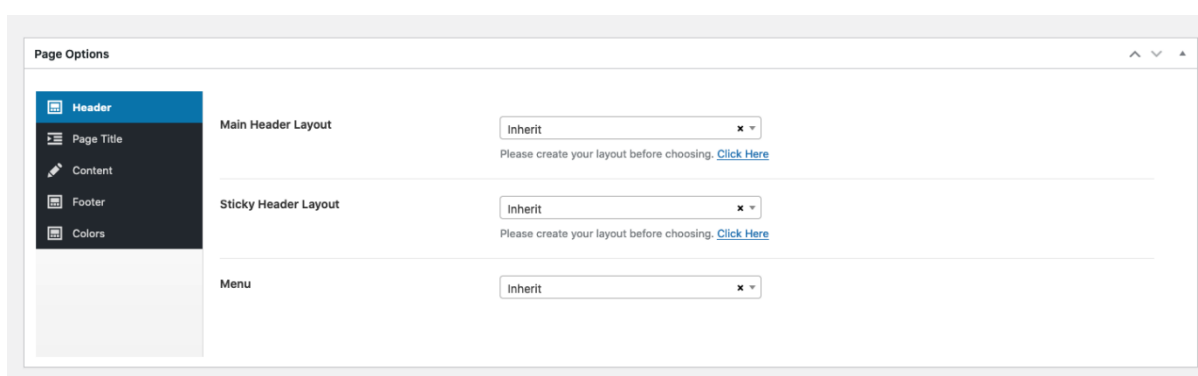 Page Options
Header
Page Title
Content
Footer
Colors
Main Header Layout
Inherit
Please create your layout before choosing. Click Here
Sticky Header Layout
Inherit
Please create your layout before choosing. Click Here
Menu
Inherit